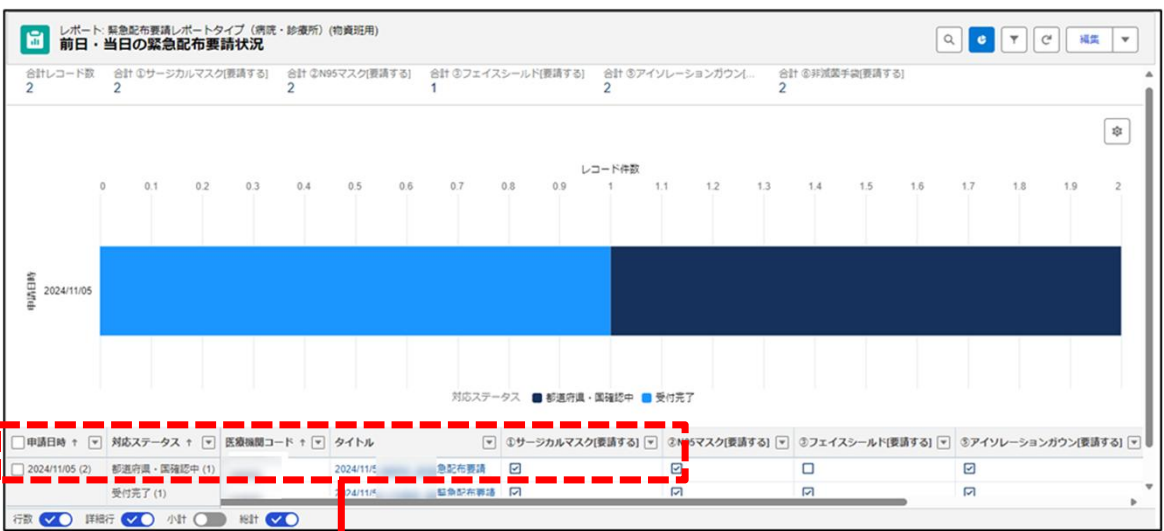 レポート: 緊急配布要請レポートタイプ（病院・診療所）(物資班用)
前日・当日の緊急配布要請状況
編集
合計レコード数 合計 ①サージカルマスク[要請する] 合計 ②N95マスク[要請する] 合計 ③フェイスシールド[要請する] 合計 ⑤アイソレーションガウン[... 合計 ⑥非滅菌手袋[要請する]
2 2 2 1 2 2
レコード件数
0 0.1 0.2 0.3 0.4 0.5 0.6 0.7 0.8 0.9 1 1.1 1.2 1.3 1.4 1.5 1.6 1.7 1.8 1.9 2
申請日時
2024/11/05
対応ステータス 都道府県・国確認中 受付完了
申請日時 ↑ 対応ステータス ↑ 医療機関コード ↑ タイトル ①サージカルマスク[要請する] ②N95マスク[要請する] ③フェイスシールド[要請する] ⑤アイソレーションガウン[要請する]
2024/11/05 (2) 都道府県・国確認中 (1) 2024/11/5 急配布要請
受付完了 (1) 2024/11/5 緊急配布要請
行数 詳細行 小計 総計